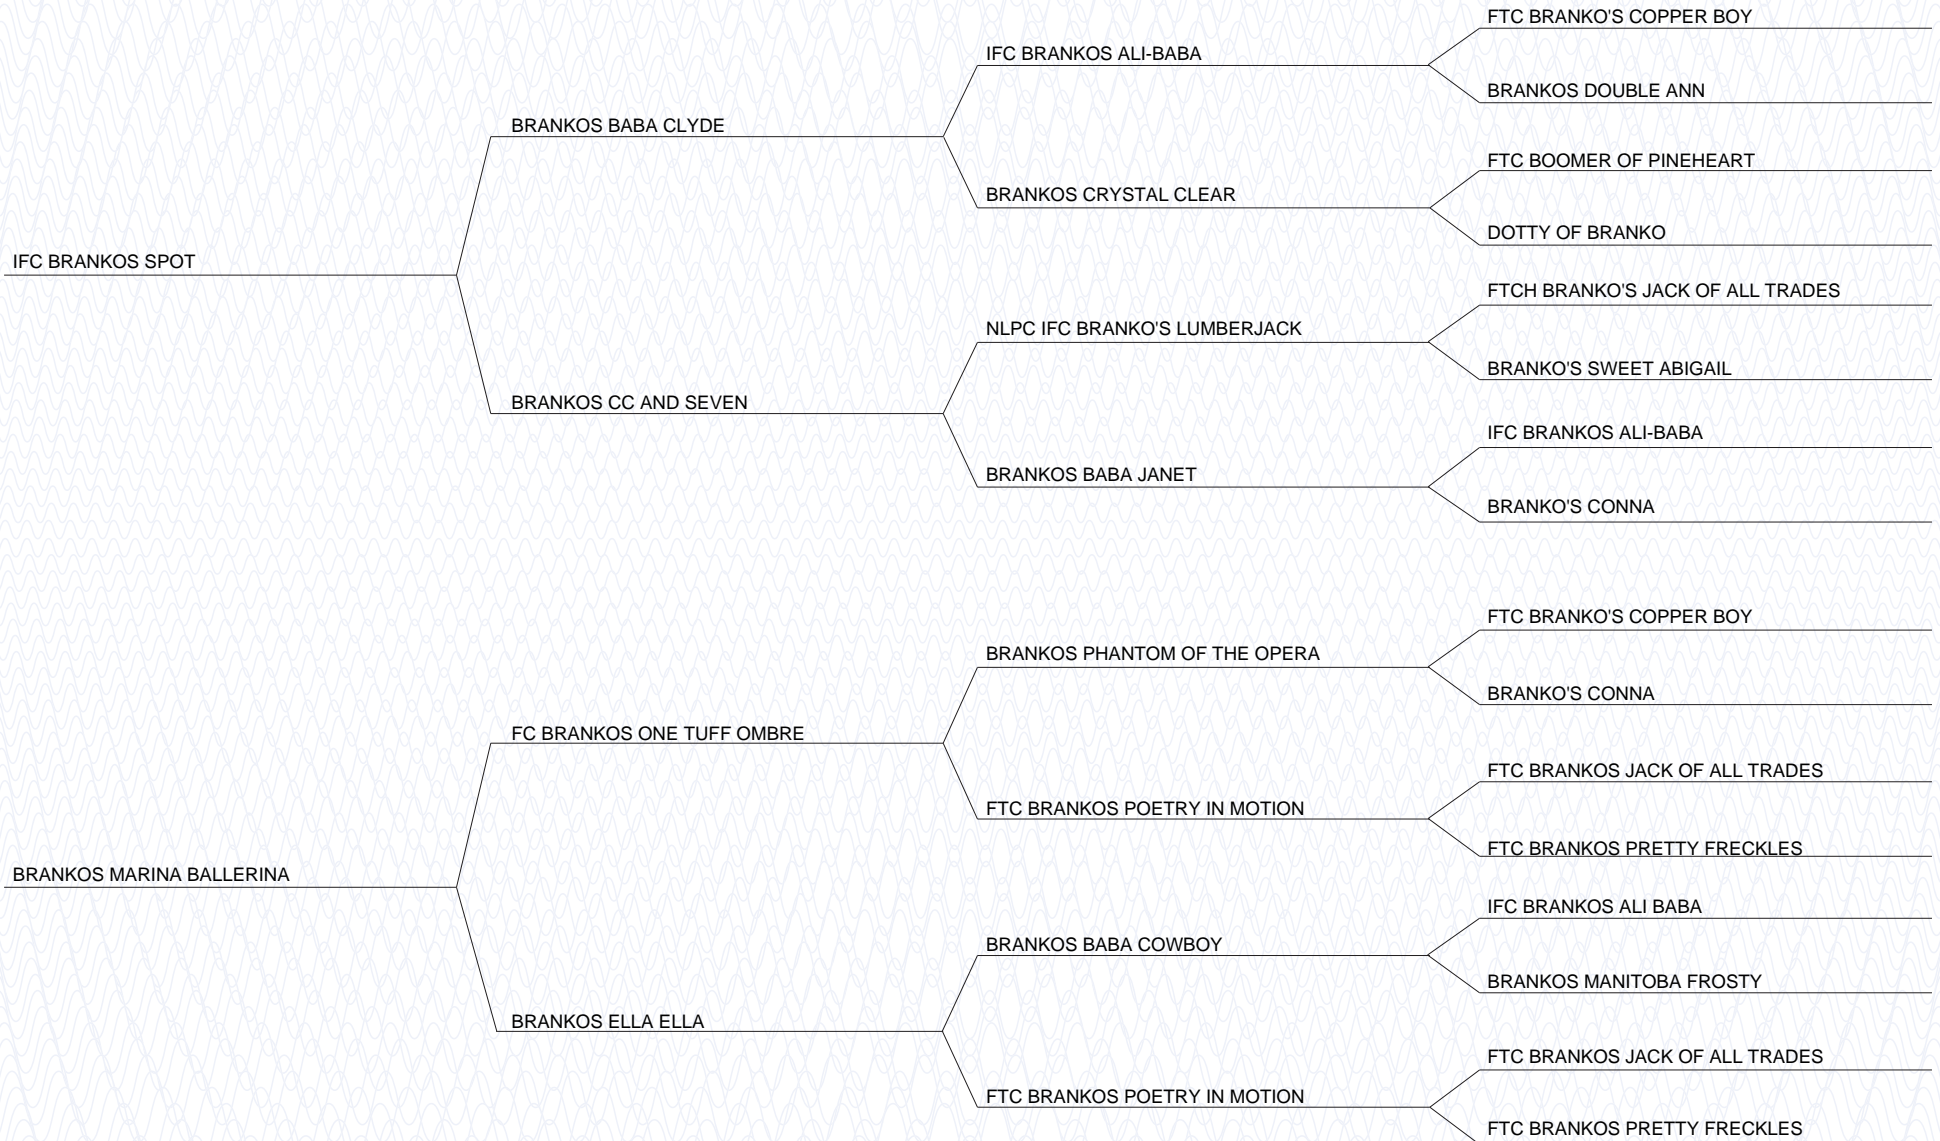 FTC BRANKO'S COPPER BOY
IFC BRANKOS ALI-BABA
BRANKOS DOUBLE ANN
BRANKOS BABA CLYDE
FTC BOOMER OF PINEHEART
BRANKOS CRYSTAL CLEAR
DOTTY OF BRANKO
IFC BRANKOS SPOT
FTCH BRANKO'S JACK OF ALL TRADES
NLPC IFC BRANKO'S LUMBERJACK
BRANKO'S SWEET ABIGAIL
BRANKOS CC AND SEVEN
IFC BRANKOS ALI-BABA
BRANKOS BABA JANET
BRANKO'S CONNA
FTC BRANKO'S COPPER BOY
BRANKOS PHANTOM OF THE OPERA
BRANKO'S CONNA
FC BRANKOS ONE TUFF OMBRE
FTC BRANKOS JACK OF ALL TRADES
FTC BRANKOS POETRY IN MOTION
FTC BRANKOS PRETTY FRECKLES
BRANKOS MARINA BALLERINA
IFC BRANKOS ALI BABA
BRANKOS BABA COWBOY
BRANKOS MANITOBA FROSTY
BRANKOS ELLA ELLA
FTC BRANKOS JACK OF ALL TRADES
FTC BRANKOS POETRY IN MOTION
FTC BRANKOS PRETTY FRECKLES